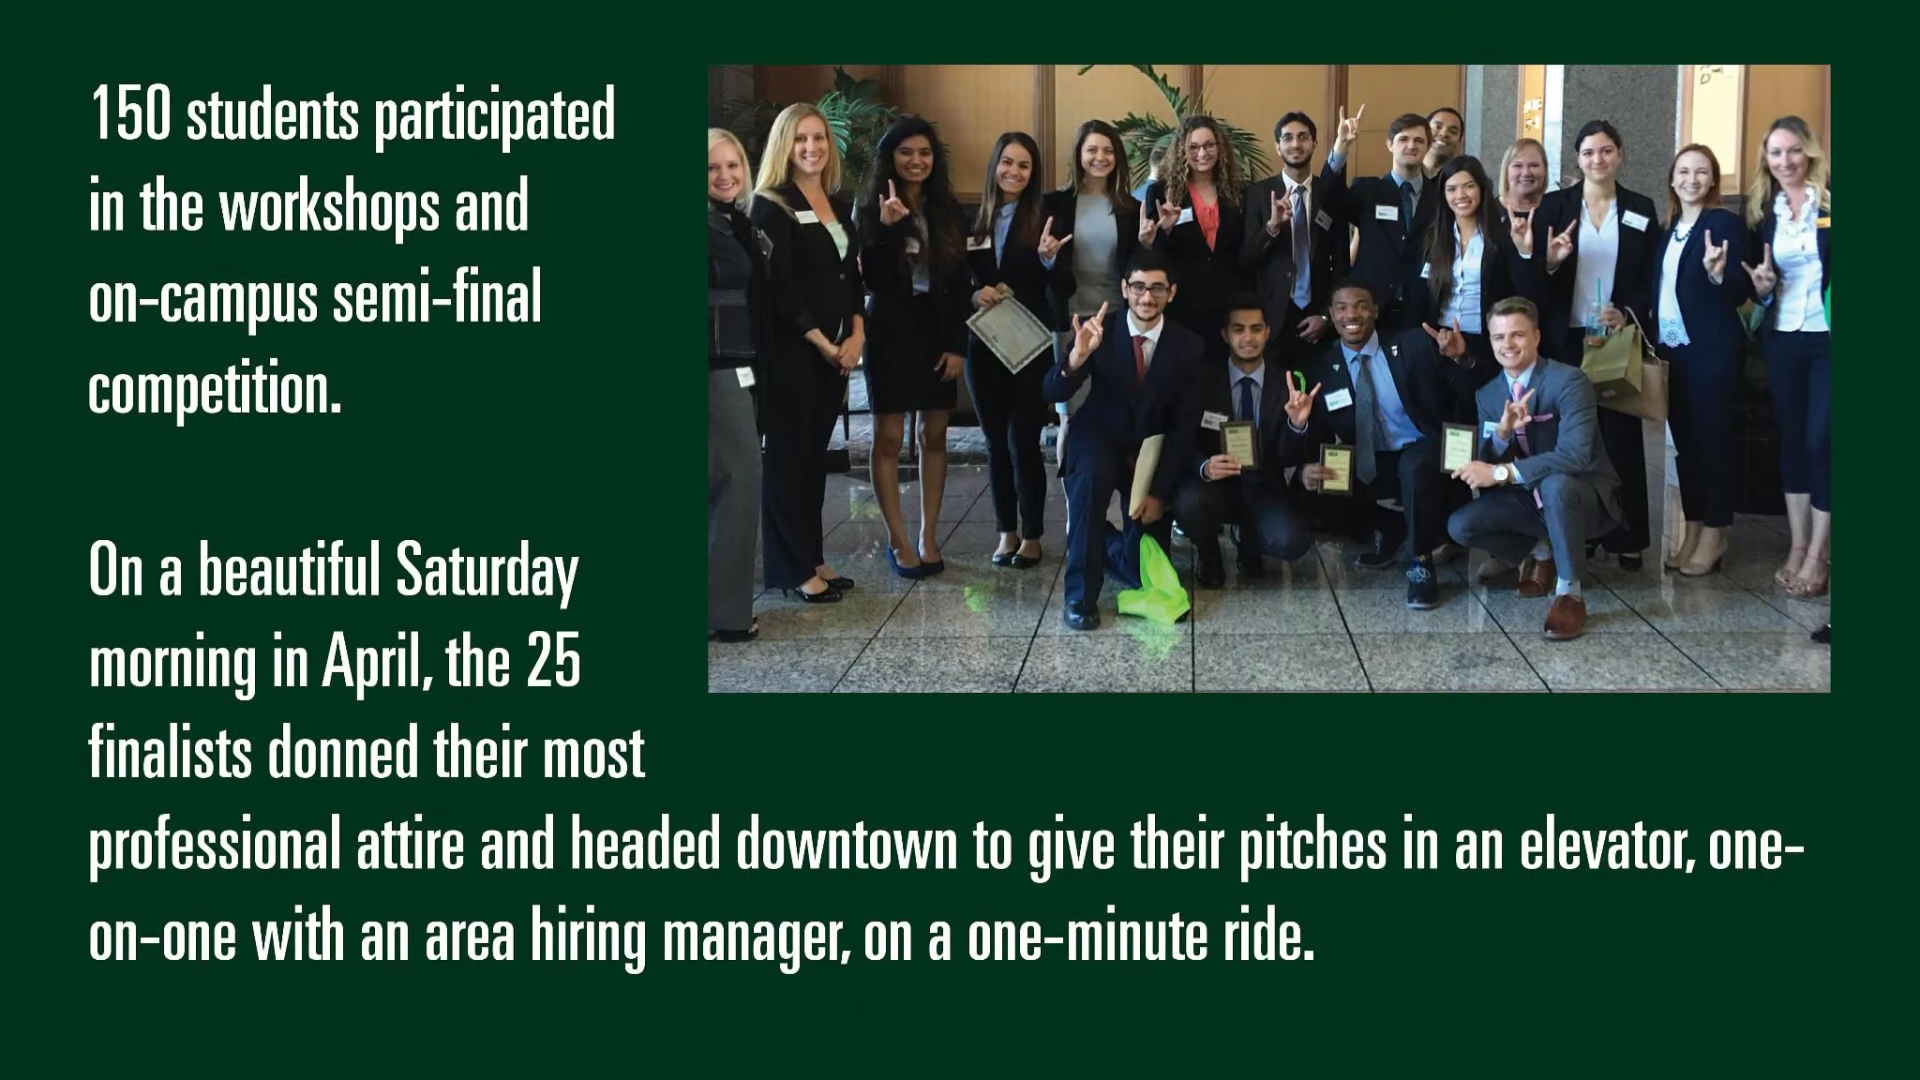 150 students participated
in the workshops and
on-campus semi-final
competition.
On a beautiful Saturday
morning in April, the 25
finalists donned their most
professional attire and headed downtown to give their pitches in an elevator, one-
on-one with an area hiring manager, on a one-minute ride.